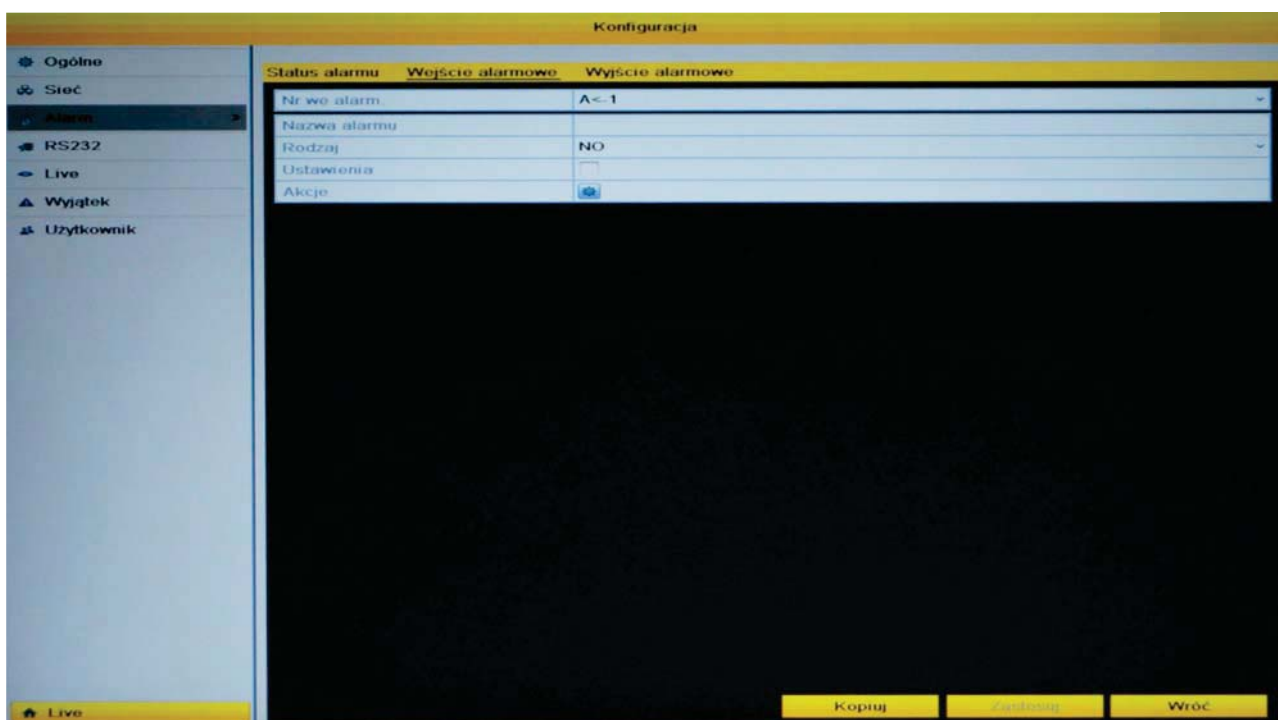 Konfiguracja
Ogólne
Sieć
Alarm
RS232
Live
Wyjątek
Użytkownik
Live
Status alarmu Wejście alarmowe Wyjście alarmowe
Nr we alarm. A<-1
Nazwa alarmu
Rodzaj NO
Ustawienia
Akcje
Kopiuj Zastosuj Wróć